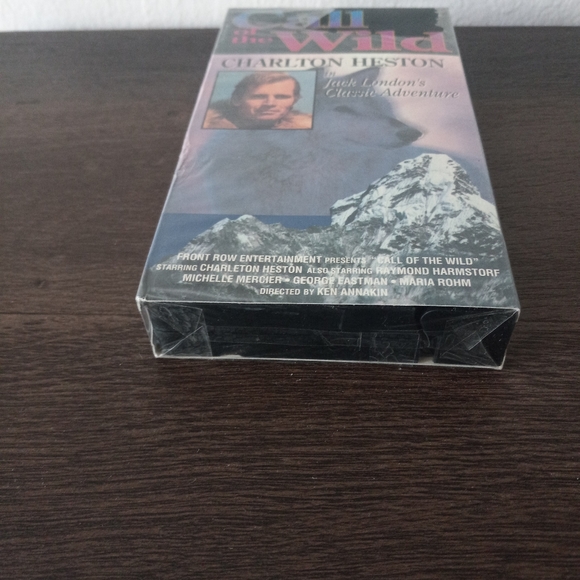 Call
of the Wild
CHARLTON HESTON
in
Jack London's
Classic Adventure
FRONT ROW ENTERTAINMENT PRESENTS "CALL OF THE WILD"
STARRING CHARLETON HESTON ALSO STARRING RAYMOND HARMSTORF
MICHELLE MERCIER • GEORGE EASTMAN • MARIA ROHM
DIRECTED BY KEN ANNAKIN